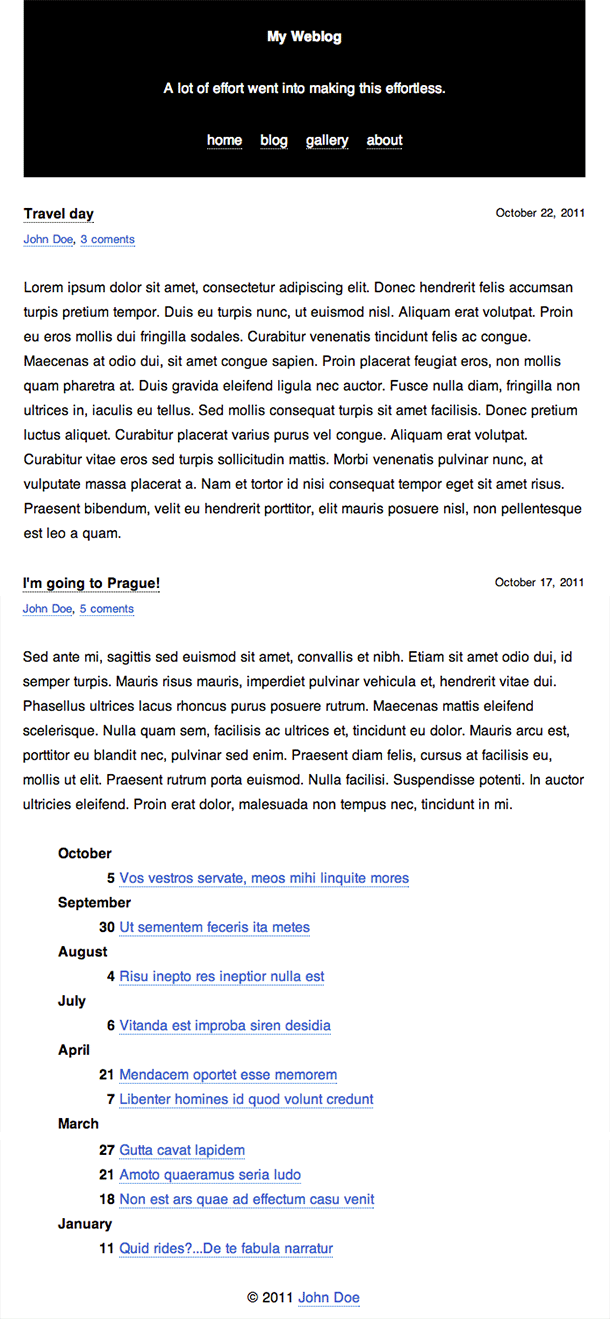 My Weblog
A lot of effort went into making this effortless.
home blog gallery about
Travel day October 22, 2011
John Doe, 3 coments
Lorem ipsum dolor sit amet, consectetur adipiscing elit. Donec hendrerit felis accumsan
turpis pretium tempor. Duis eu turpis nunc, ut euismod nisl. Aliquam erat volutpat. Proin
eu eros mollis dui fringilla sodales. Curabitur venenatis tincidunt felis ac congue.
Maecenas at odio dui, sit amet congue sapien. Proin placerat feugiat eros, non mollis
quam pharetra at. Duis gravida eleifend ligula nec auctor. Fusce nulla diam, fringilla non
ultrices in, iaculis eu tellus. Sed mollis consequat turpis sit amet facilisis. Donec pretium
luctus aliquet. Curabitur placerat varius purus vel congue. Aliquam erat volutpat.
Curabitur vitae eros sed turpis sollicitudin mattis. Morbi venenatis pulvinar nunc, at
vulputate massa placerat a. Nam et tortor id nisi consequat tempor eget sit amet risus.
Praesent bibendum, velit eu hendrerit porttitor, elit mauris posuere nisl, non pellentesque
est leo a quam.
I'm going to Prague! October 17, 2011
John Doe, 5 coments
Sed ante mi, sagittis sed euismod sit amet, convallis et nibh. Etiam sit amet odio dui, id
semper turpis. Mauris risus mauris, imperdiet pulvinar vehicula et, hendrerit vitae dui.
Phasellus ultrices lacus rhoncus purus posuere rutrum. Maecenas mattis eleifend
scelerisque. Nulla quam sem, facilisis ac ultrices et, tincidunt eu dolor. Mauris arcu est,
porttitor eu blandit nec, pulvinar sed enim. Praesent diam felis, cursus at facilisis eu,
mollis ut elit. Praesent rutrum porta euismod. Nulla facilisi. Suspendisse potenti. In auctor
ultricies eleifend. Proin erat dolor, malesuada non tempus nec, tincidunt in mi.
October
5 Vos vestros servate, meos mihi linquite mores
September
30 Ut sementem feceris ita metes
August
4 Risu inepto res ineptior nulla est
July
6 Vitanda est improba siren desidia
April
21 Mendacem oportet esse memorem
7 Libenter homines id quod volunt credunt
March
27 Gutta cavat lapidem
21 Amoto quaeramus seria ludo
18 Non est ars quae ad effectum casu venit
January
11 Quid rides?...De te fabula narratur
© 2011 John Doe